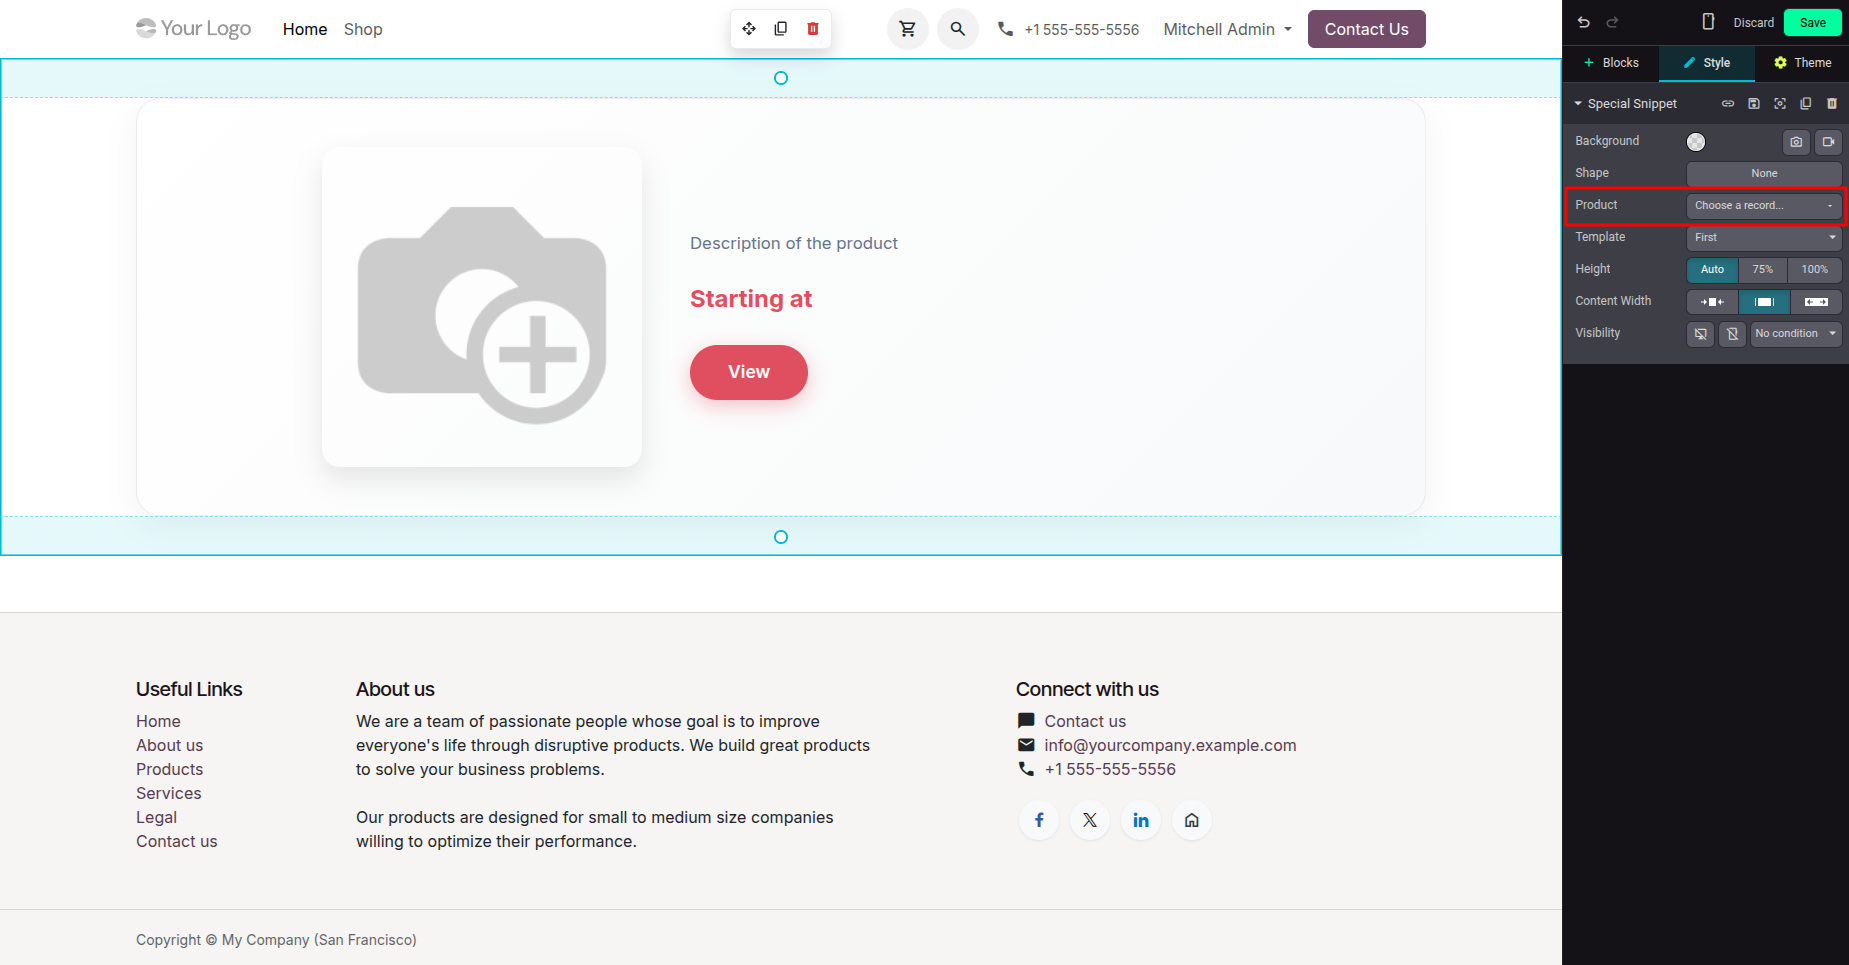 Your Logo
Home
Shop
+1 555-555-5556
Mitchell Admin
Contact Us
Discard
Save
Blocks
Style
Theme
Special Snippet
Background
Shape
None
Product
Choose a record...
Template
First
Height
Auto
75%
100%
Content Width
Visibility
No condition
Description of the product
Starting at
View
Useful Links
Home
About us
Products
Services
Legal
Contact us
About us
We are a team of passionate people whose goal is to improve
everyone's life through disruptive products. We build great products
to solve your business problems.
Our products are designed for small to medium size companies
willing to optimize their performance.
Connect with us
Contact us
info@yourcompany.example.com
+1 555-555-5556
Copyright © My Company (San Francisco)